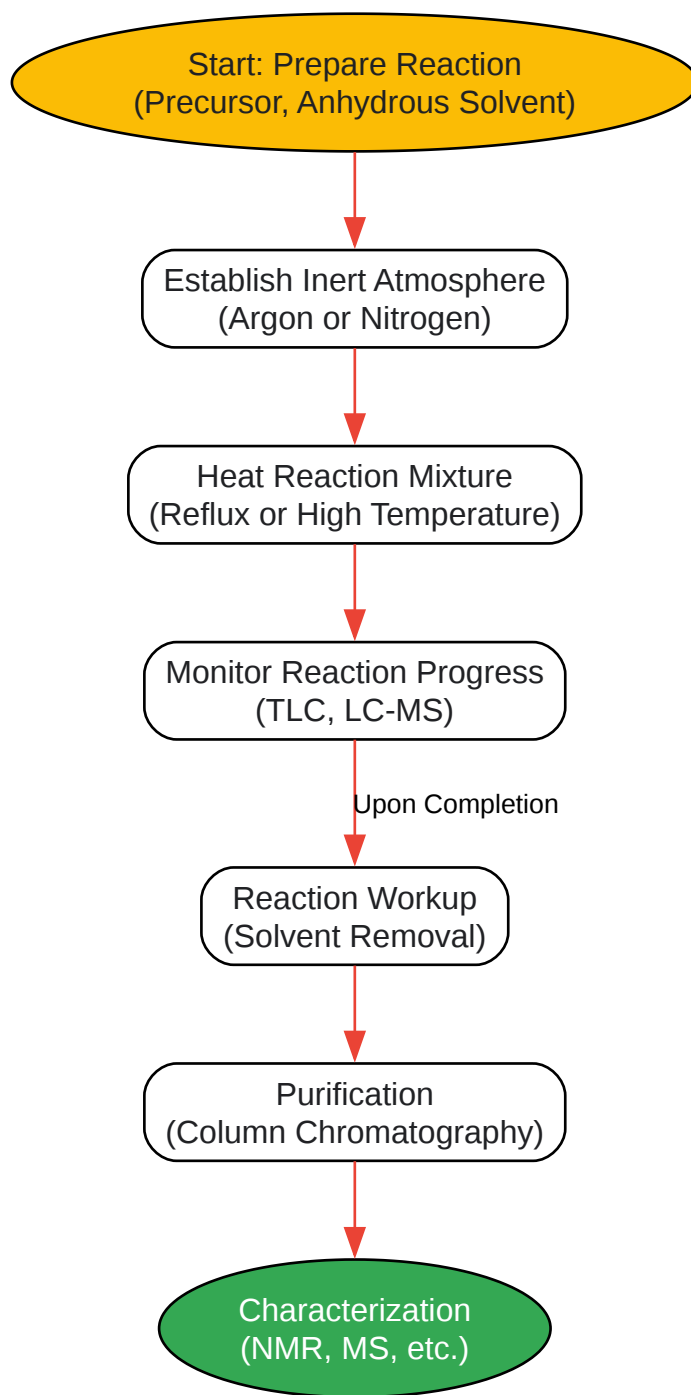 Start: Prepare Reaction
(Precursor, Anhydrous Solvent)
Establish Inert Atmosphere
(Argon or Nitrogen)
Heat Reaction Mixture
(Reflux or High Temperature)
Monitor Reaction Progress
(TLC, LC-MS)
Upon Completion
Reaction Workup
(Solvent Removal)
Purification
(Column Chromatography)
Characterization
(NMR, MS, etc.)